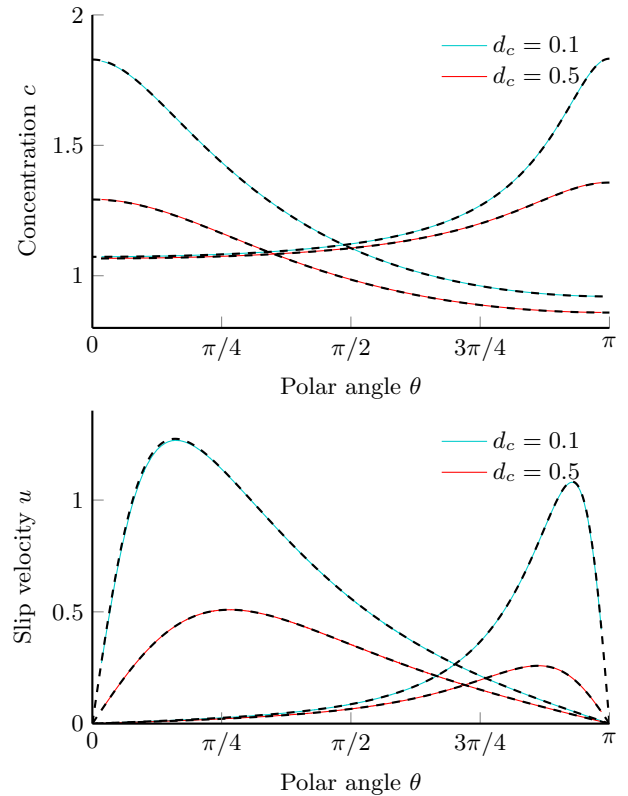 2
1.5
1
Concentration c
d_c = 0.1
d_c = 0.5
0
π/4
π/2
3π/4
π
Polar angle θ
1
0.5
0
Slip velocity u
d_c = 0.1
d_c = 0.5
0
π/4
π/2
3π/4
π
Polar angle θ